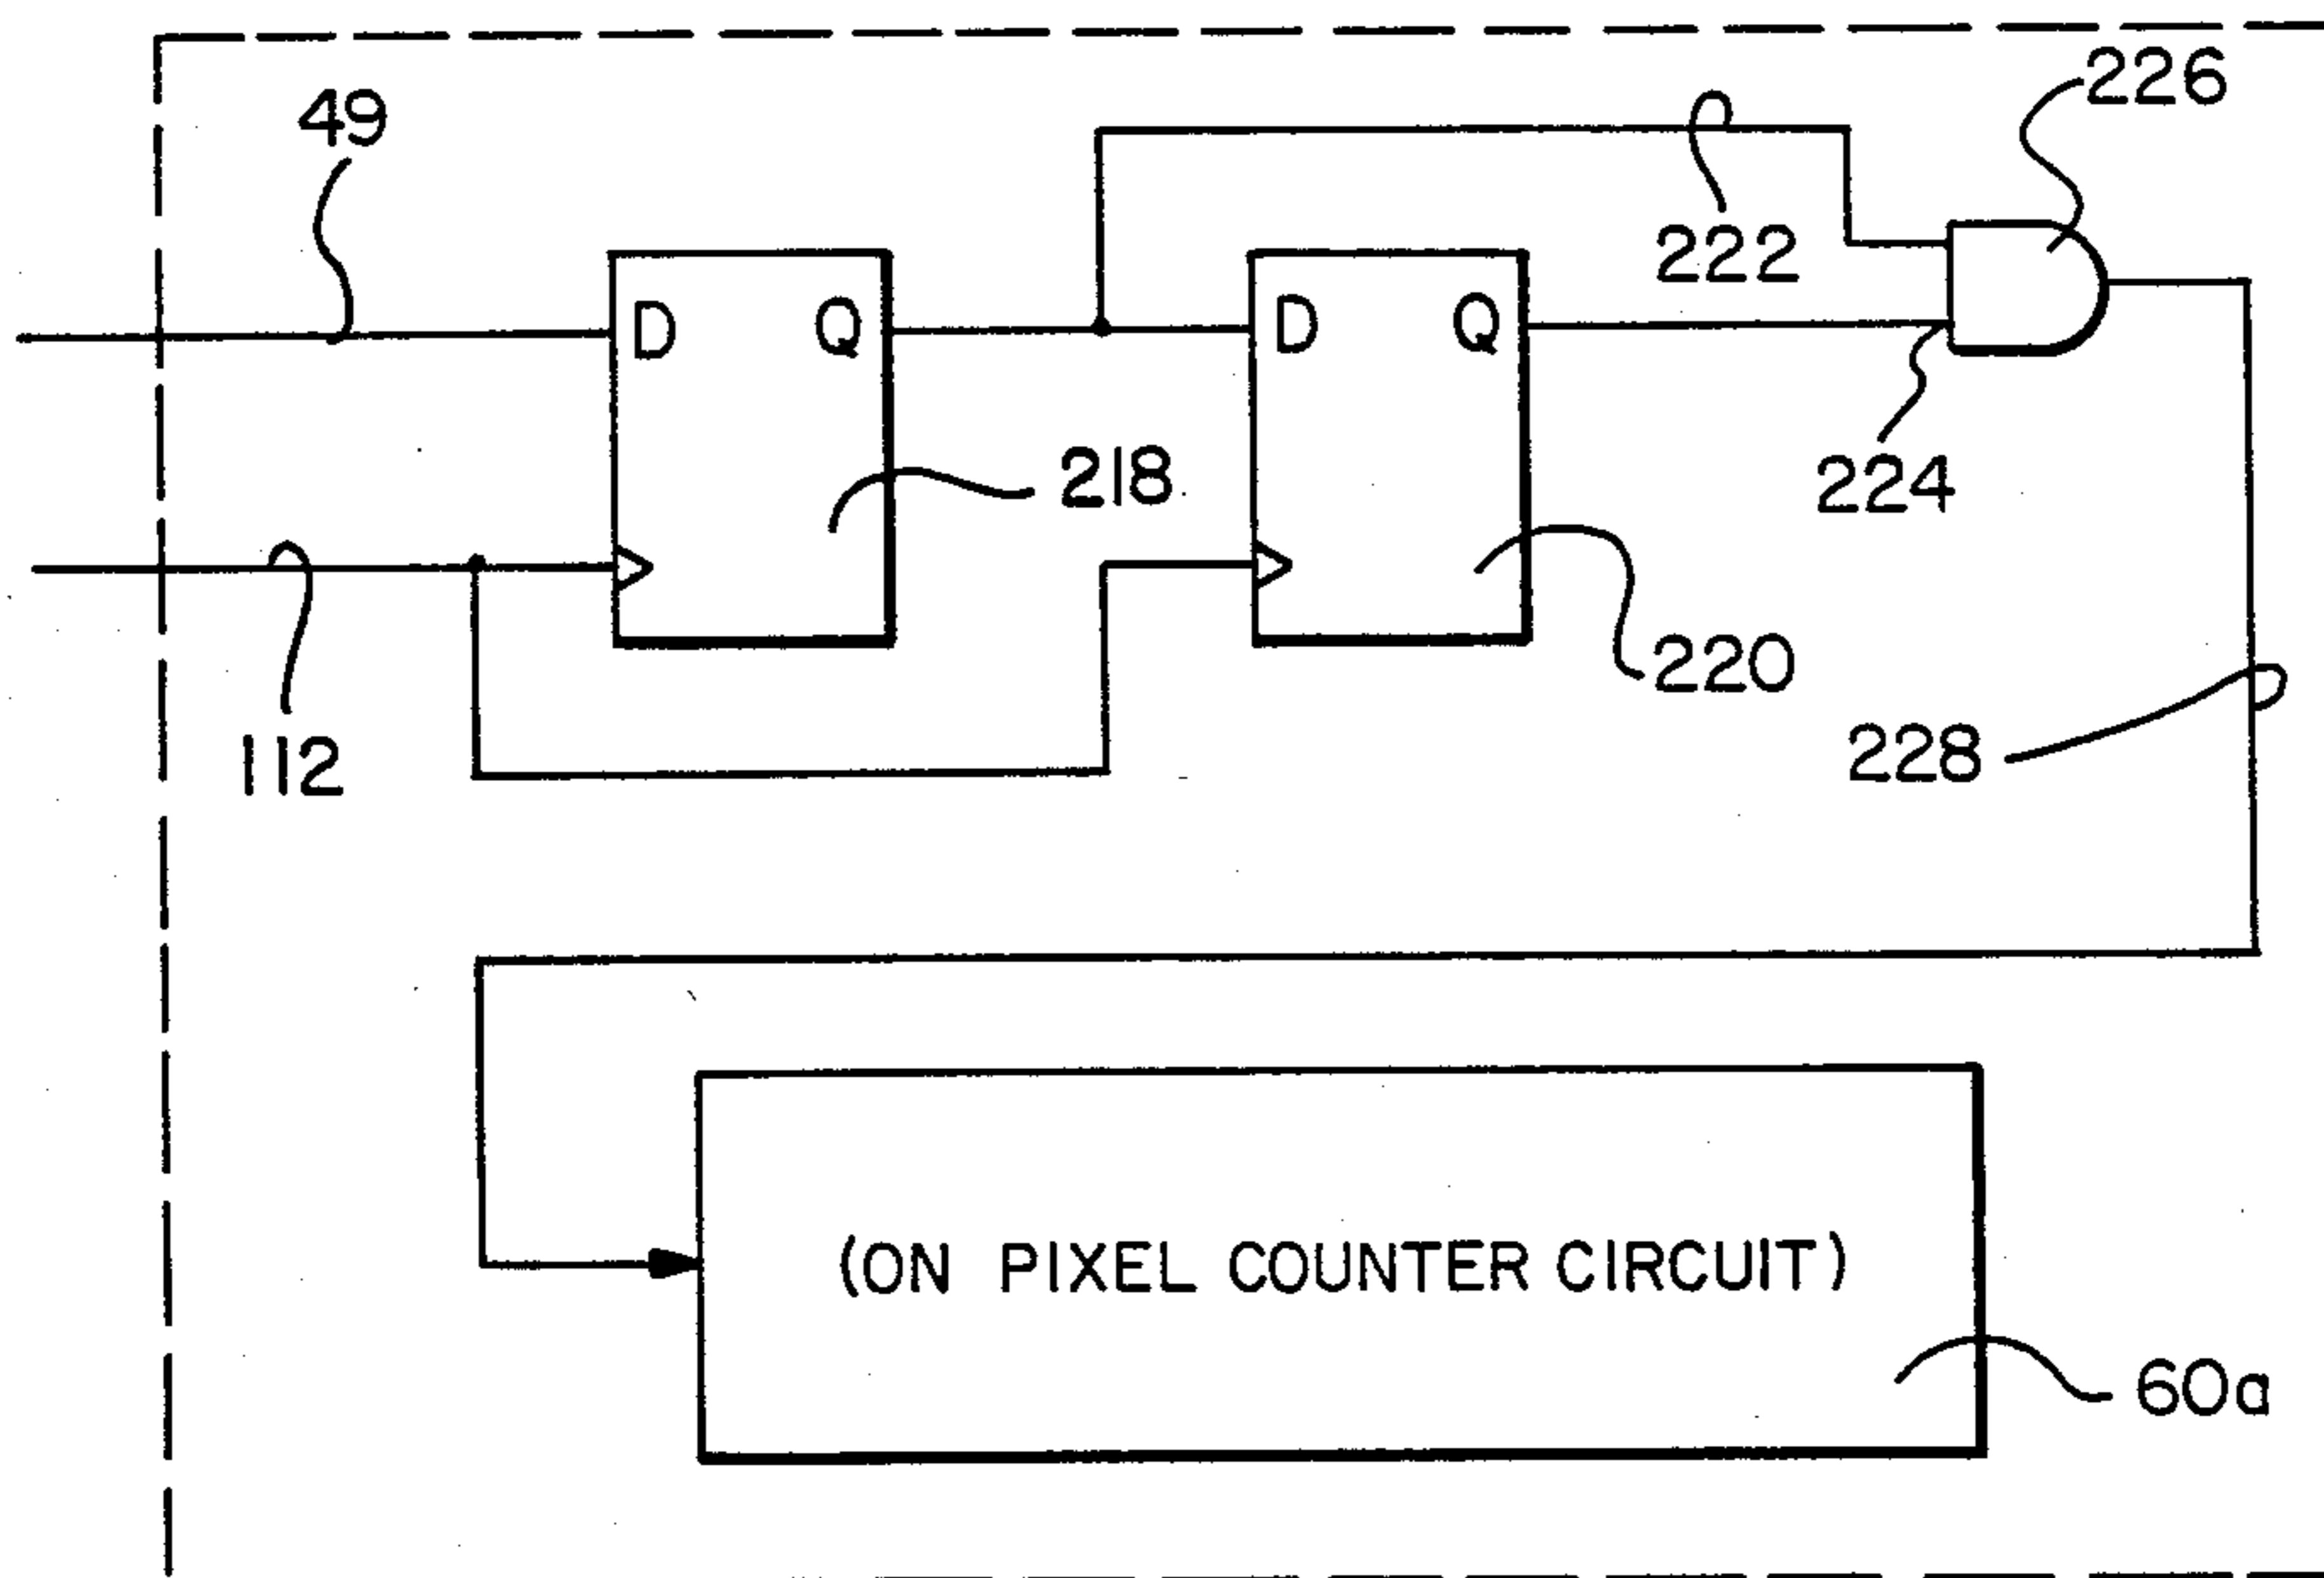 226
49
222
D Q D Q
224
218
220
228
112
(ON PIXEL COUNTER CIRCUIT)
60a